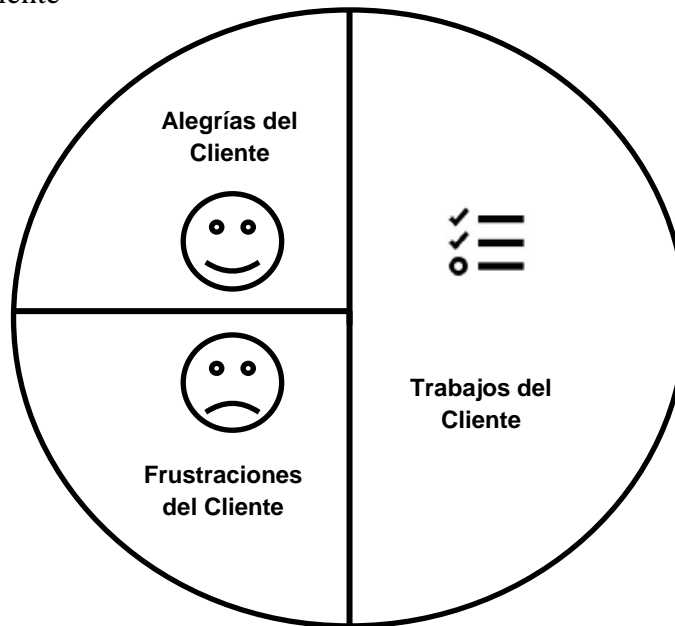 Alegrías del
Cliente
Trabajos del
Cliente
Frustraciones
del Cliente